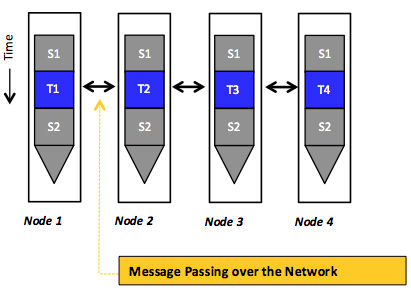 Time
S1 S1 S1 S1
T1 T2 T3 T4
S2 S2 S2 S2
Node 1 Node 2 Node 3 Node 4
Message Passing over the Network